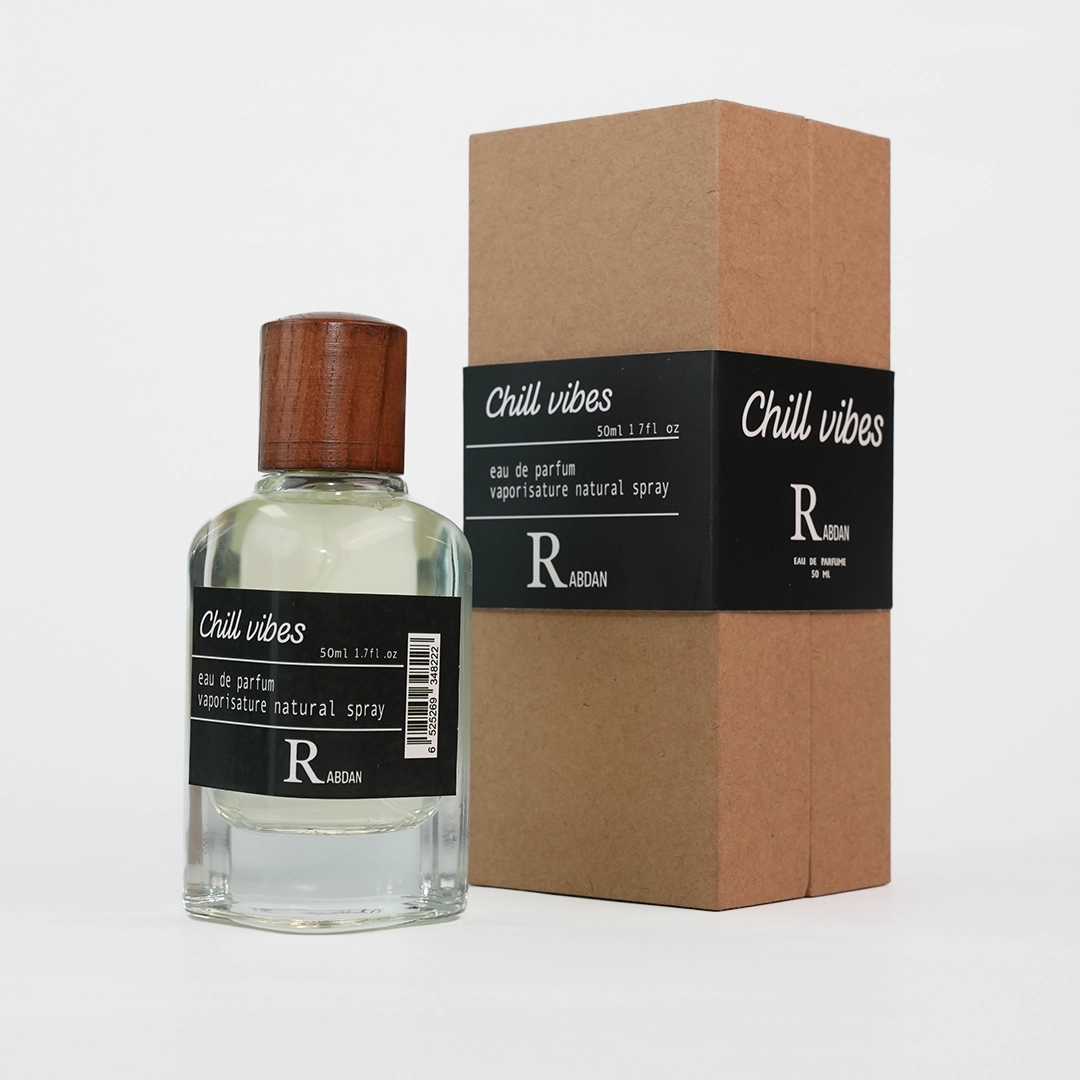 Chill vibes
50ml 1.7fl .oz
eau de parfum
vaporisature natural spray
RABDAN
6 525269 348222
Chill vibes
50ml 1 7fl oz
eau de parfum
vaporisature natural spray
RABDAN
Chill vibes
RABDAN
EAU DE PARFUME
50 ML